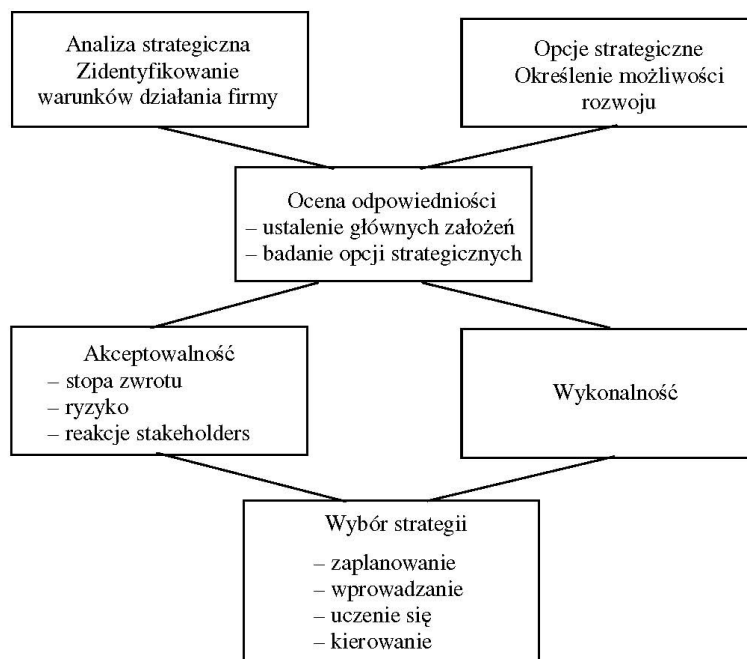 Analiza strategiczna
Zidentyfikowanie
warunków działania firmy
Opcje strategiczne
Określenie możliwości
rozwoju
Ocena odpowiedniości
– ustalenie głównych założeń
– badanie opcji strategicznych
Akceptowalność
– stopa zwrotu
– ryzyko
– reakcje stakeholders
Wykonalność
Wybór strategii
– zaplanowanie
– wprowadzanie
– uczenie się
– kierowanie